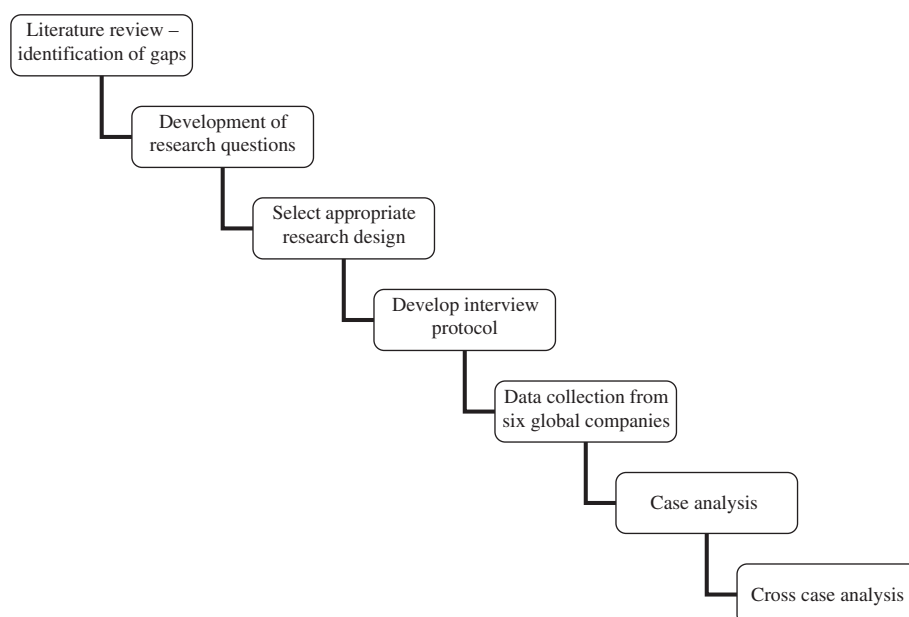 Literature review –
identification of gaps
Development of
research questions
Select appropriate
research design
Develop interview
protocol
Data collection from
six global companies
Case analysis
Cross case analysis